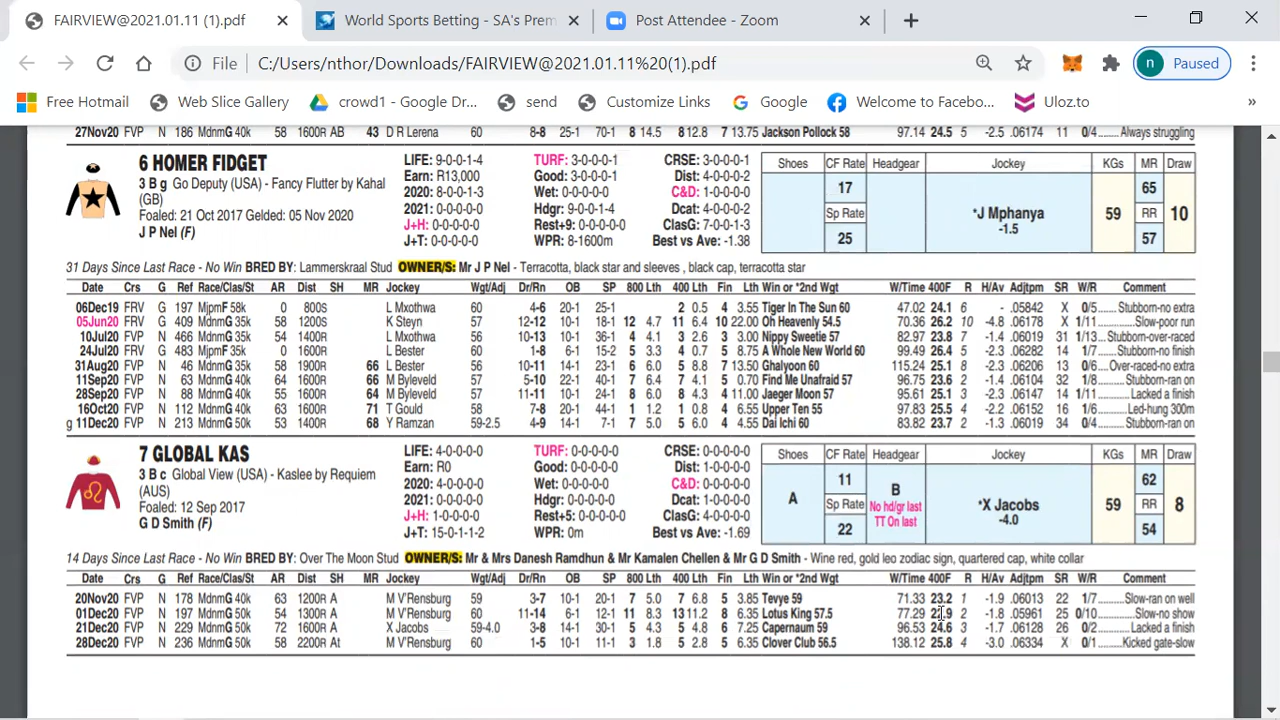 FAIRVIEW@2021.01.11 (1).pdf
World Sports Betting - SA's Prem
Post Attendee - Zoom
File
C:/Users/nthor/Downloads/FAIRVIEW@2021.01.11%20(1).pdf
n
Paused
Free Hotmail
Web Slice Gallery
crowd1 - Google Dr...
send
Customize Links
Google
Welcome to Facebo...
Uloz.to
»
27Nov20 FVP N 186 MdnmG 40k 58 1600R AB 43 D R Lerena 60 8-8 25-1 70-1 8 14.5 8 12.8 7 13.75 Jackson Pollock 58 97.14 24.5 5 -2.5 .06174 11 0/4........ Always struggling
6 HOMER FIDGET
3 B g Go Deputy (USA) - Fancy Flutter by Kahal
(GB)
Foaled: 21 Oct 2017 Gelded: 05 Nov 2020
J P Nel (F)
LIFE: 9-0-0-1-4 TURF: 3-0-0-0-1 CRSE: 3-0-0-0-1
Earn: R13,000 Good: 3-0-0-0-1 Dist: 4-0-0-0-2
2020: 8-0-0-1-3 Wet: 0-0-0-0-0 C&D: 1-0-0-0-0
2021: 0-0-0-0-0 Hdgr: 9-0-0-1-4 Dcat: 4-0-0-0-2
J+H: 0-0-0-0-0 Rest+9: 0-0-0-0-0 ClasG: 7-0-0-1-3
J+T: 0-0-0-0-0 WPR: 8-1600m Best vs Ave: -1.38
Shoes CF Rate Headgear Jockey KGs MR Draw
17 65
Sp Rate *J Mphanya 59 RR 10
-1.5
25 57
31 Days Since Last Race - No Win BRED BY: Lammerskraal Stud OWNER/S: Mr J P Nel - Terracotta, black star and sleeves , black cap, terracotta star
Date Crs G Ref Race/Clas/St AR Dist SH MR Jockey Wgt/Adj Dr/Rn OB SP 800 Lth 400 Lth Fin Lth Win or *2nd Wgt W/Time 400F R H/Av Adjtpm SR W/R Comment
06Dec19 FRV G 197 MjpmF 58k 0 800S L Mxothwa 60 4-6 20-1 25-1 2 0.5 4 3.55 Tiger In The Sun 60 47.02 24.1 6 - .05842 X 0/5...... Stubborn-no extra
05Jun20 FRV G 409 MdnmG 35k 58 1200S K Steyn 57 12-12 10-1 18-1 12 4.7 11 6.4 10 22.00 Oh Heavenly 54.5 70.36 26.2 10 -4.8 .06178 X 1/11............ Slow-poor run
10Jul20 FVP N 466 MdnmG 35k 54 1400R L Mxothwa 56 10-13 10-1 36-1 4 4.1 3 2.6 3 3.00 Nippy Sweetie 57 82.97 23.8 7 -1.4 .06349 31 1/13... Stubborn-over-raced
24Jul20 FRV G 483 MjpmF 35k 0 1600R L Bester 60 1-8 6-1 15-2 5 3.3 4 0.7 5 8.75 A Whole New World 60 99.49 26.4 5 -2.3 .06282 14 1/7...... Stubborn-no finish
31Aug20 FVP N 46 MdnmG 35k 58 1900R 66 L Bester 60 10-11 14-1 23-1 6 6.0 5 8.8 7 13.50 Ghalyoon 60 115.24 25.1 8 -2.3 .06206 13 0/6... Over-raced-no extra
11Sep20 FVP N 63 MdnmG 40k 64 1600R 66 M Byleveld 57 5-10 22-1 40-1 7 6.4 7 4.1 5 0.70 Find Me Unafraid 57 96.75 23.6 2 -1.4 .06104 32 1/8......... Stubborn-ran on
28Sep20 FVP N 88 MdnmG 40k 55 1600R 64 M Byleveld 57 11-11 10-1 24-1 8 6.0 8 4.3 4 11.00 Jaeger Moon 57 95.61 25.1 3 -2.3 .06147 14 1/11......... Lacked a finish
16Oct20 FVP N 112 MdnmG 40k 63 1600R 71 T Gould 58 7-8 20-1 44-1 1 1.2 1 0.8 4 6.55 Upper Ten 55 97.83 25.5 4 -2.2 .06152 16 1/6............ Led-hung 300m
g 11Dec20 FVP N 213 MdnmG 50k 53 1400R 68 Y Ramzan 59-2.5 4-9 14-1 7-1 7 5.0 6 4.0 4 4.55 Dai Ichi 60 83.82 23.7 2 -1.3 .06019 34 0/4......... Stubborn-ran on
7 GLOBAL KAS
3 B c Global View (USA) - Kaslee by Requiem
(AUS)
Foaled: 12 Sep 2017
G D Smith (F)
LIFE: 4-0-0-0-0 TURF: 0-0-0-0-0 CRSE: 0-0-0-0-0
Earn: R0 Good: 0-0-0-0-0 Dist: 1-0-0-0-0
2020: 4-0-0-0-0 Wet: 0-0-0-0-0 C&D: 0-0-0-0-0
2021: 0-0-0-0-0 Hdgr: 0-0-0-0-0 Dcat: 1-0-0-0-0
J+H: 1-0-0-0-0 Rest+5: 0-0-0-0-0 ClasG: 4-0-0-0-0
J+T: 15-0-1-1-2 WPR: 0m Best vs Ave: -1.69
Shoes CF Rate Headgear Jockey KGs MR Draw
11 B 62
A Sp Rate No hd/gr last *X Jacobs 59 RR 8
TT On last -4.0
22 54
14 Days Since Last Race - No Win BRED BY: Over The Moon Stud OWNER/S: Mr & Mrs Danesh Ramdhun & Mr Kamalen Chellen & Mr G D Smith - Wine red, gold leo zodiac sign, quartered cap, white collar
Date Crs G Ref Race/Clas/St AR Dist SH MR Jockey Wgt/Adj Dr/Rn OB SP 800 Lth 400 Lth Fin Lth Win or *2nd Wgt W/Time 400F R H/Av Adjtpm SR W/R Comment
20Nov20 FVP N 178 MdnmG 40k 63 1200R A M V'Rensburg 60 3-7 10-1 20-1 7 5.0 7 6.8 5 3.85 Tevye 59 71.33 23.2 1 -1.9 .06013 22 1/7......... Slow-ran on well
01Dec20 FVP N 197 MdnmG 50k 54 1300R A M V'Rensburg 60 11-14 6-1 12-1 11 8.3 13 11.2 8 6.35 Lotus King 57.5 77.29 2 .9 2 -1.8 .05961 25 0/10............ Slow-no show
21Dec20 FVP N 229 MdnmG 40k 72 1600R A X Jacobs 59-4.0 3-8 14-1 30-1 5 4.3 5 4.8 6 7.25 Capernaum 59 96.53 24.6 3 -1.7 .06128 26 0/2......... Lacked a finish
28Dec20 FVP N 236 MdnmG 40k 58 2200R At M V'Rensburg 60 1-5 10-1 11-1 3 1.8 5 2.8 5 6.35 Clover Club 56.5 138.12 25.8 4 -3.0 .06334 X 0/1......... Kicked gate-slow